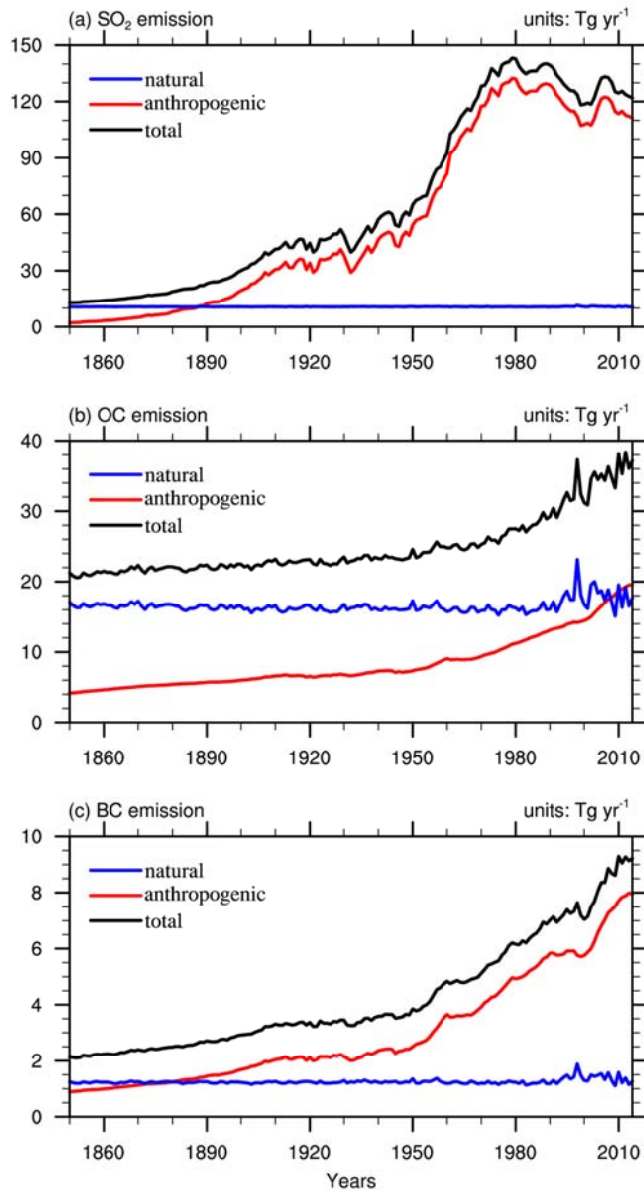 (a) SO₂ emission units: Tg yr⁻¹
150
120
90
60
30
0
natural
anthropogenic
total
1860 1890 1920 1950 1980 2010
(b) OC emission units: Tg yr⁻¹
40
30
20
10
0
natural
anthropogenic
total
1860 1890 1920 1950 1980 2010
(c) BC emission units: Tg yr⁻¹
10
8
6
4
2
0
natural
anthropogenic
total
1860 1890 1920 1950 1980 2010
Years